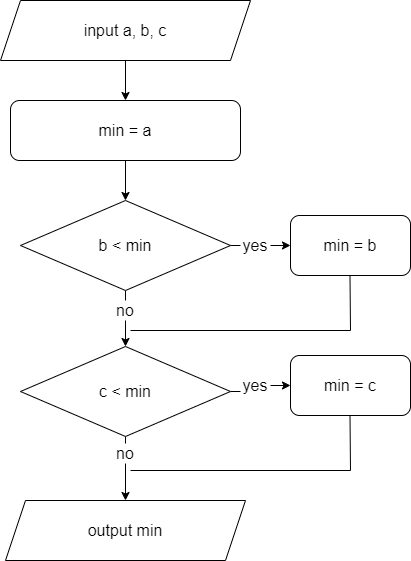 input a, b, c
min = a
b < min
yes
min = b
no
c < min
yes
min = c
no
output min